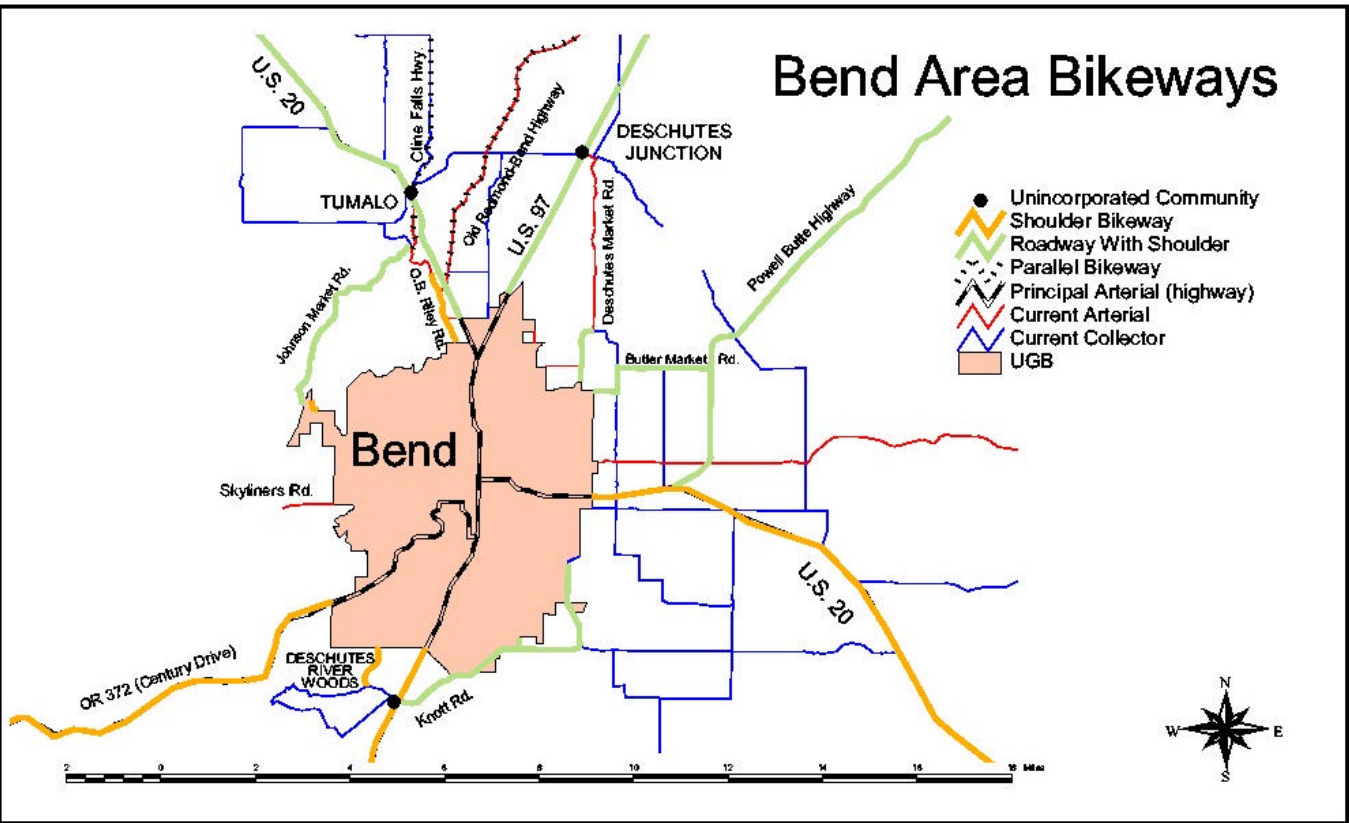 Bend Area Bikeways
U.S. 20
Cline Falls Hwy.
Old Redmond-Bend Highway
DESCHUTES
JUNCTION
TUMALO
U.S. 97
Deschutes Market Rd.
Powell Butte Highway
Unincorporated Community
Shoulder Bikeway
Roadway With Shoulder
Parallel Bikeway
Principal Arterial (highway)
Current Arterial
Current Collector
UGB
Johnson Market Rd.
O.B. Riley Rd.
Butler Market Rd.
Bend
Skyliners Rd.
U.S. 20
OR 372 (Century Drive)
DESCHUTES
RIVER
WOODS
Knott Rd.
N
W E
S
2 0 2 4 6 8 10 12 14 16 18 Miles